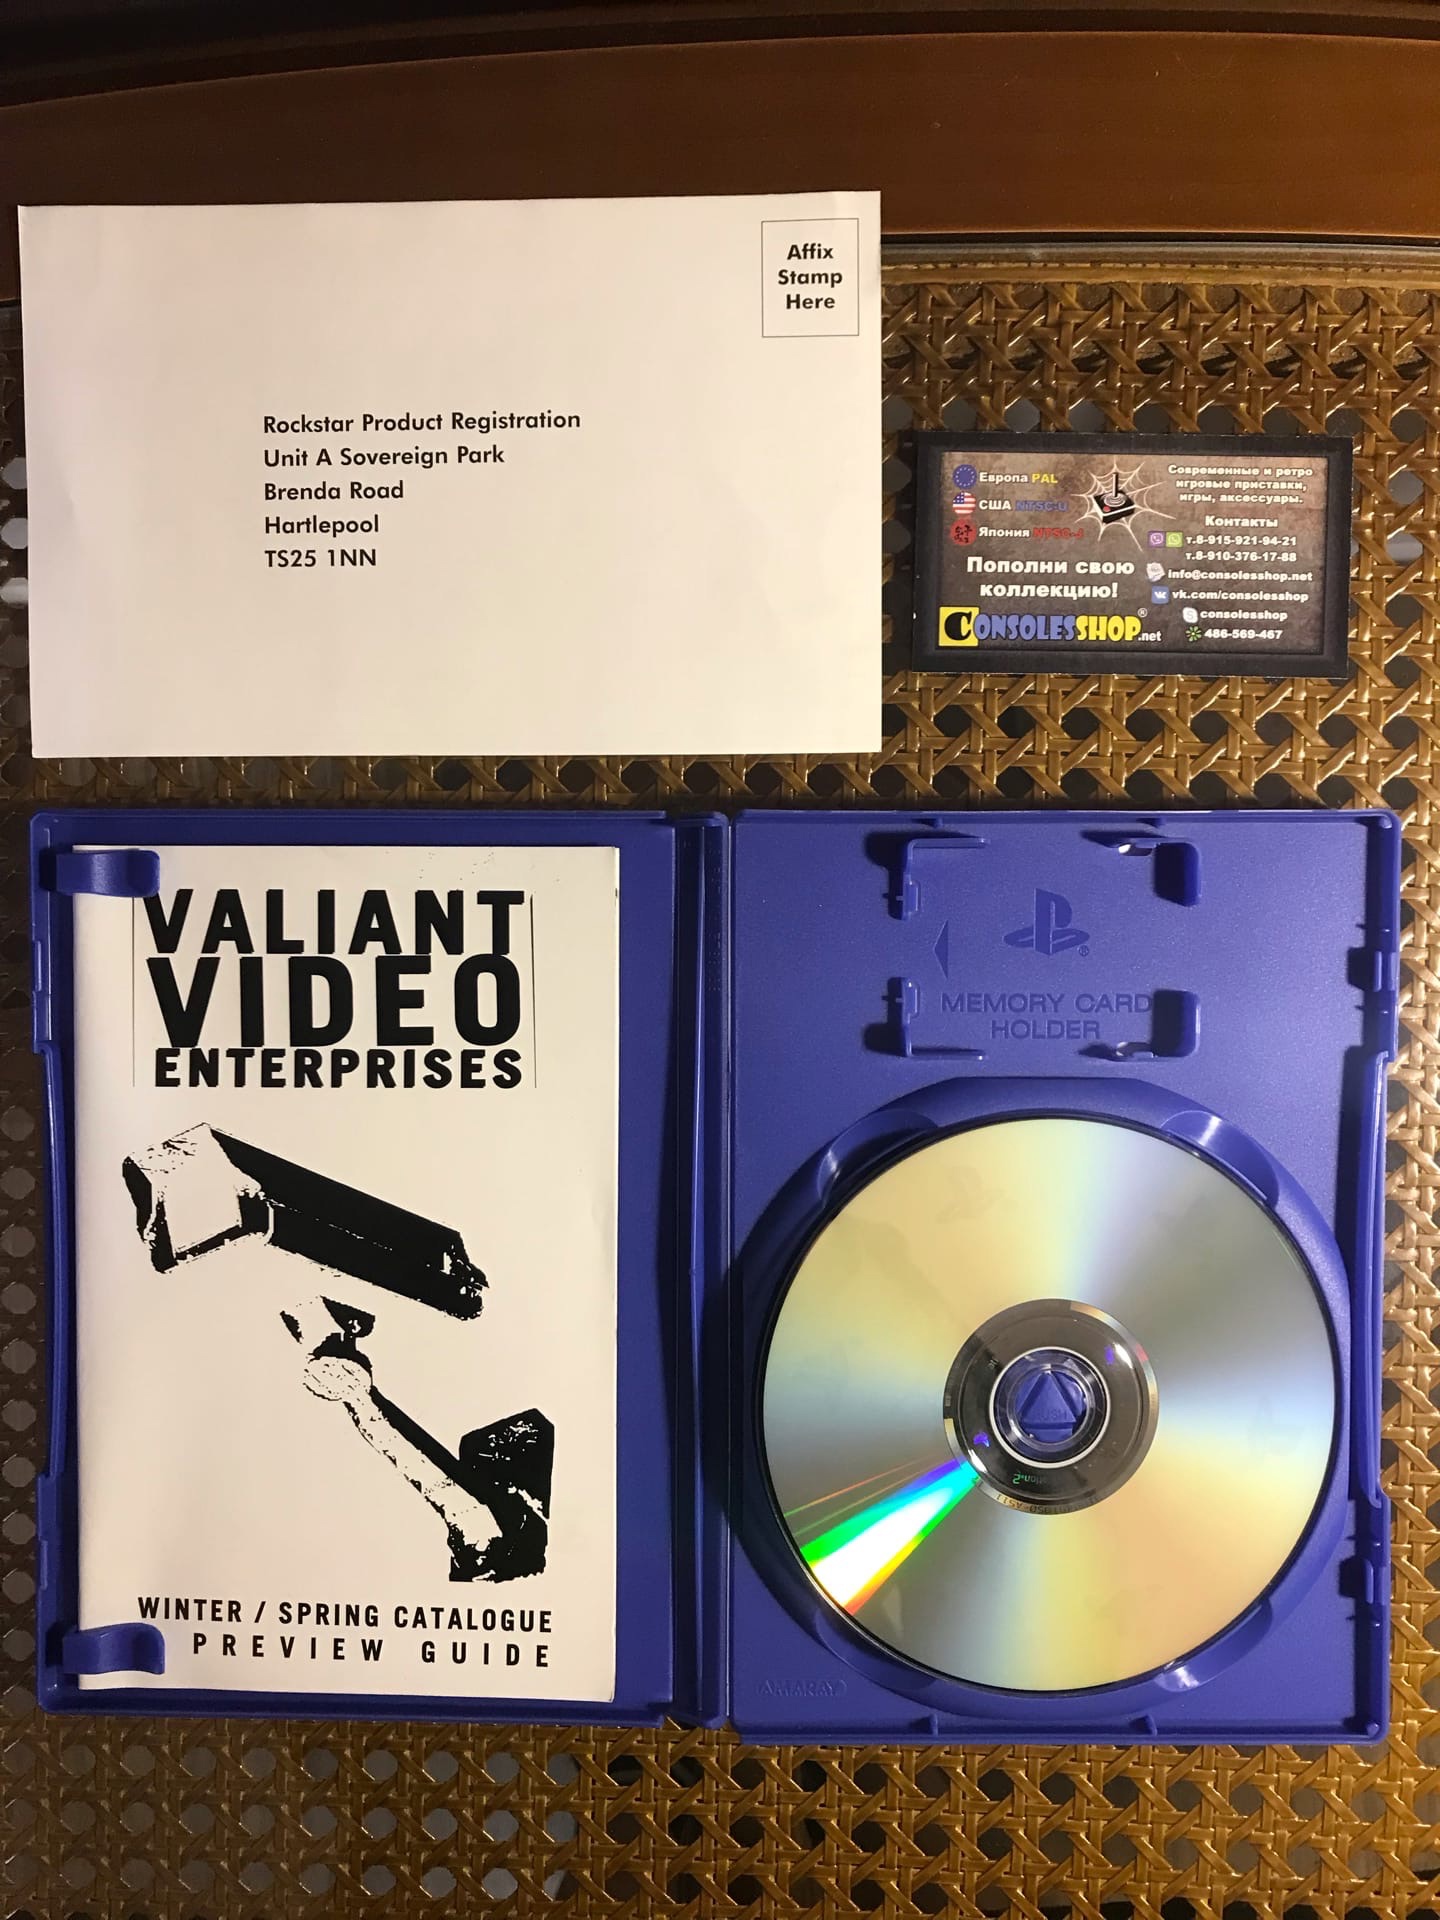 Affix
Stamp
Here
Rockstar Product Registration
Unit A Sovereign Park
Brenda Road
Hartlepool
TS25 1NN
Европа PAL
США NTSC-U
Япония NTSC-J
Пополни свою
коллекцию!
CONSOLESSHOP.net
®
Современные и ретро
игровые приставки,
игры, аксессуары.
Контакты
т.8-915-921-94-21
т.8-910-376-17-88
info@consolesshop.net
vk.com/consolesshop
consolesshop
486-569-467
VALIANT
VIDEO
ENTERPRISES
WINTER / SPRING CATALOGUE
PREVIEW GUIDE
®
MEMORY CARD
HOLDER
PUSH
AMARAY